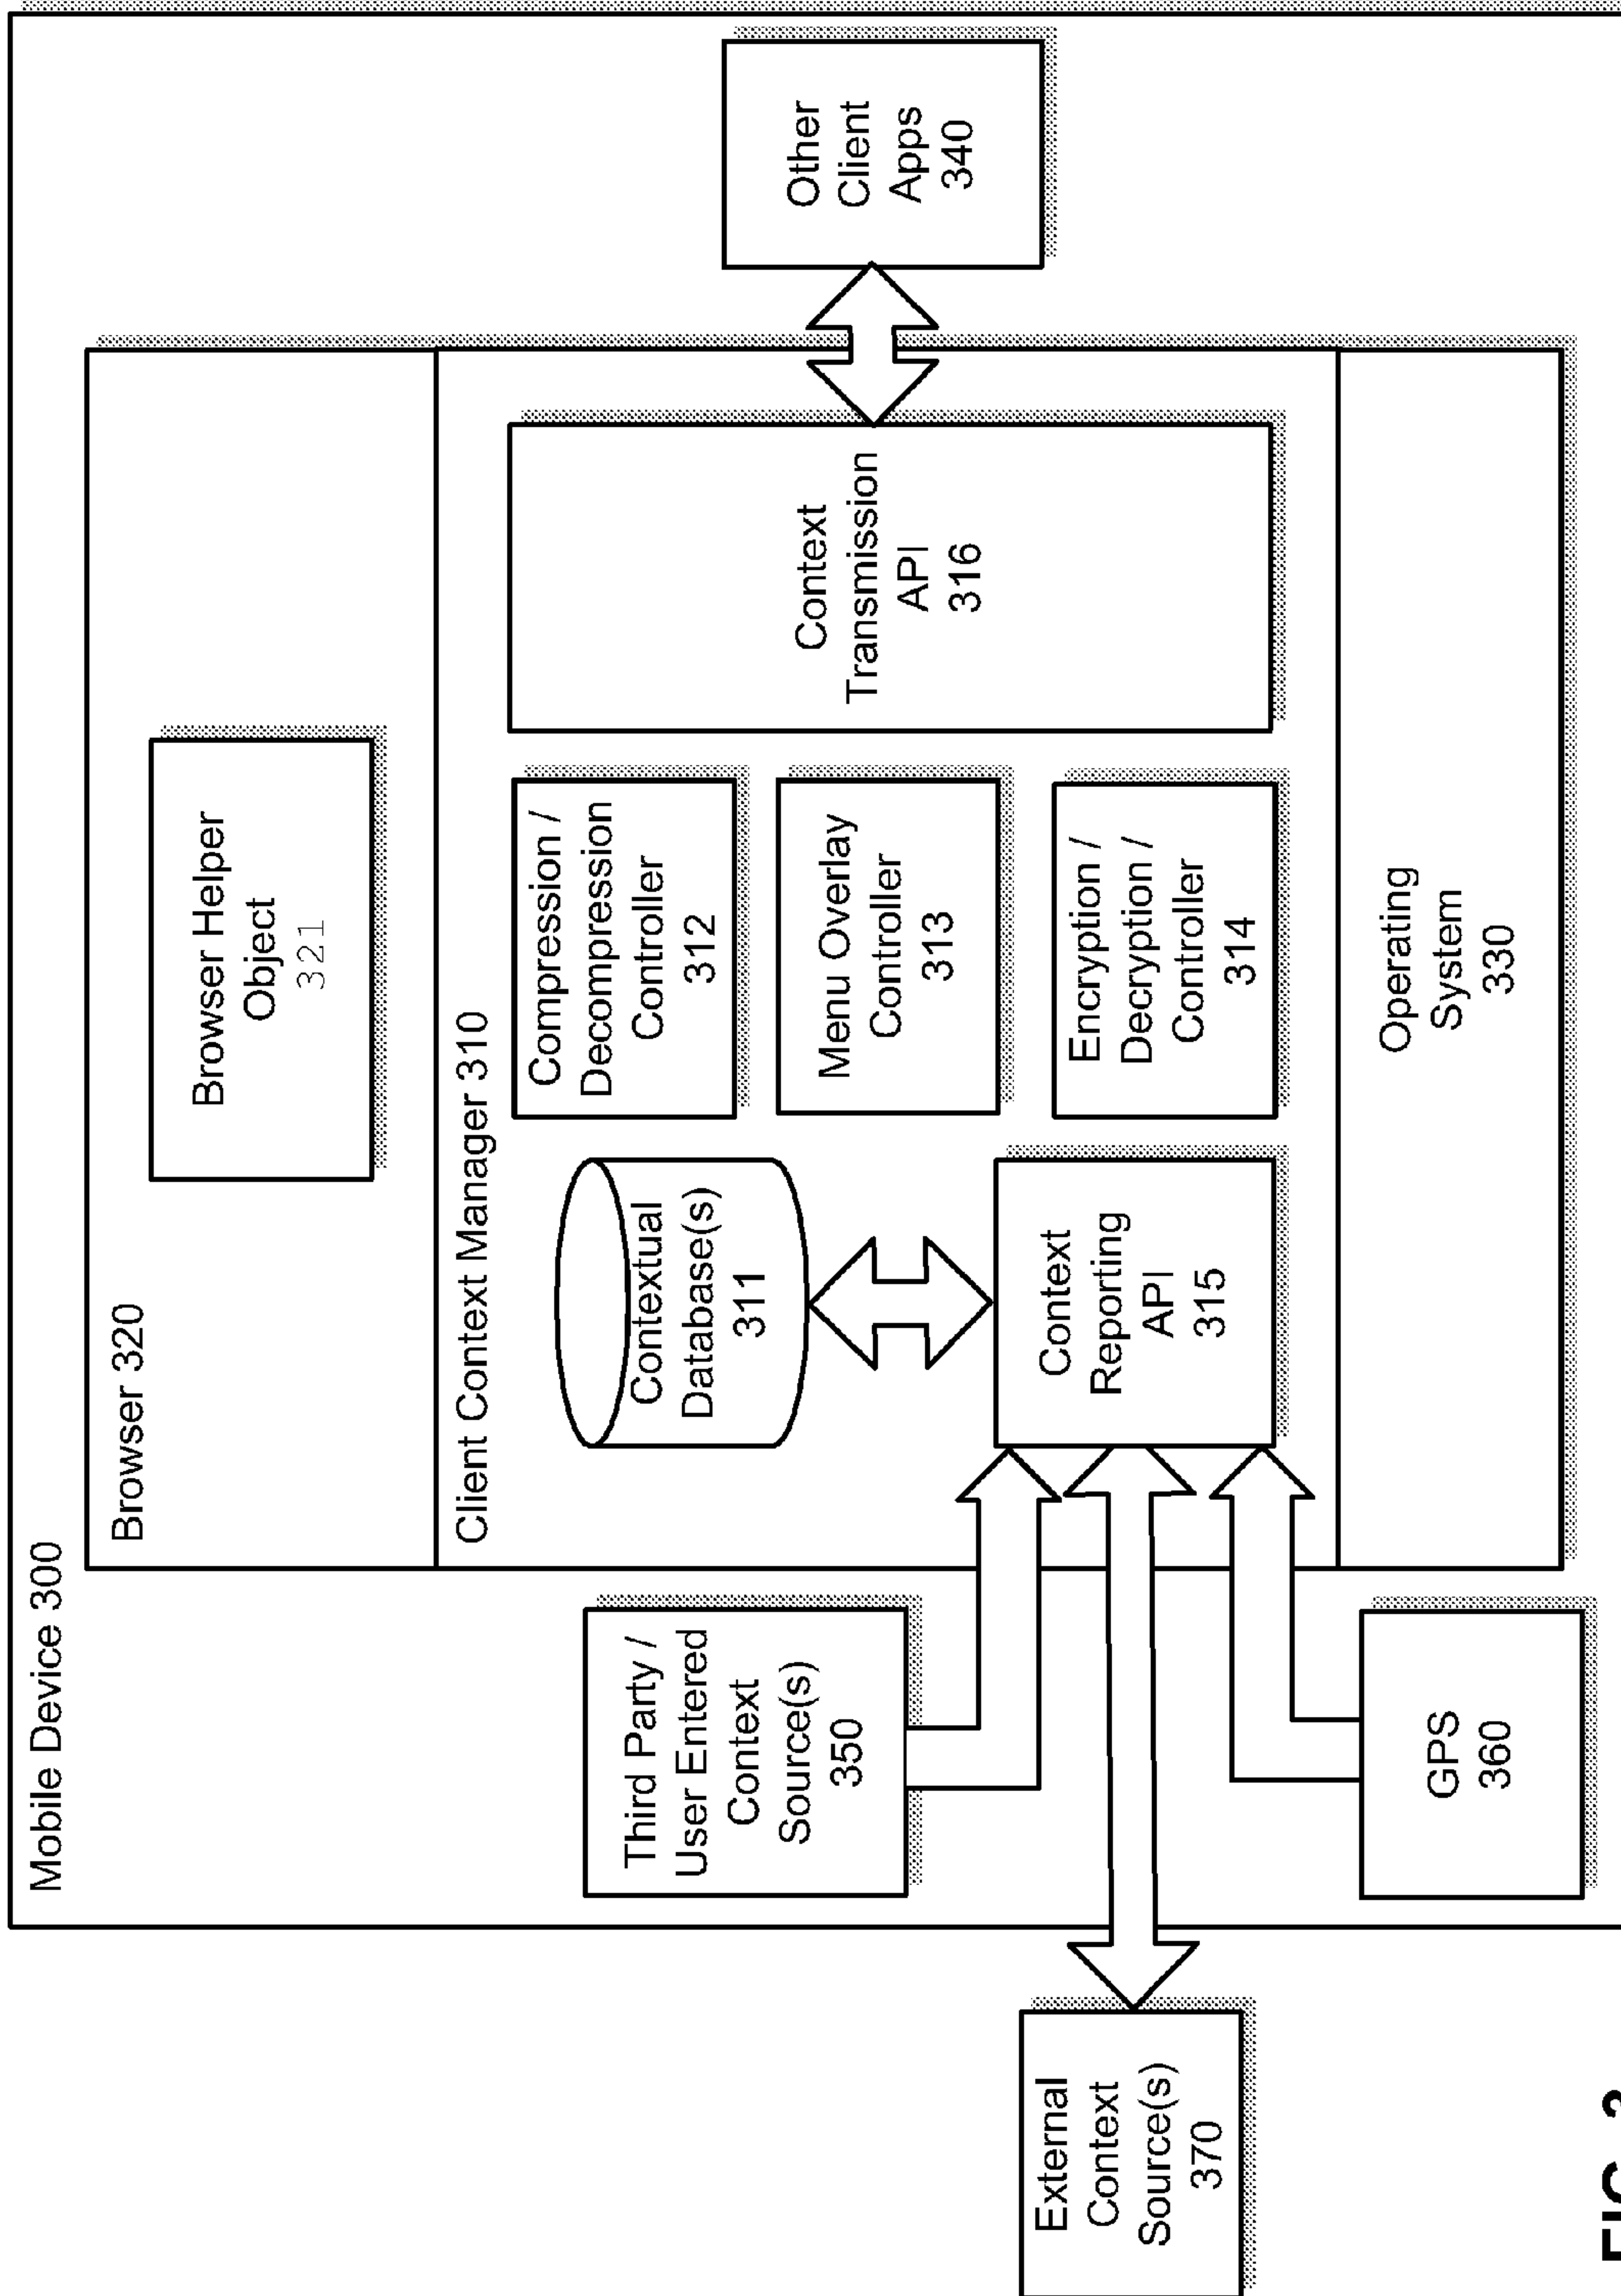 Mobile Device 300
Browser 320
Browser Helper
Object
321
Client Context Manager 310
Contextual
Database(s)
311
Compression /
Decompression
Controller
312
Menu Overlay
Controller
313
Encryption /
Decryption /
Controller
314
Context
Reporting
API
315
Context
Transmission
API
316
Operating
System
330
Other
Client
Apps
340
Third Party /
User Entered
Context
Source(s)
350
GPS
360
External
Context
Source(s)
370
FIG. 3